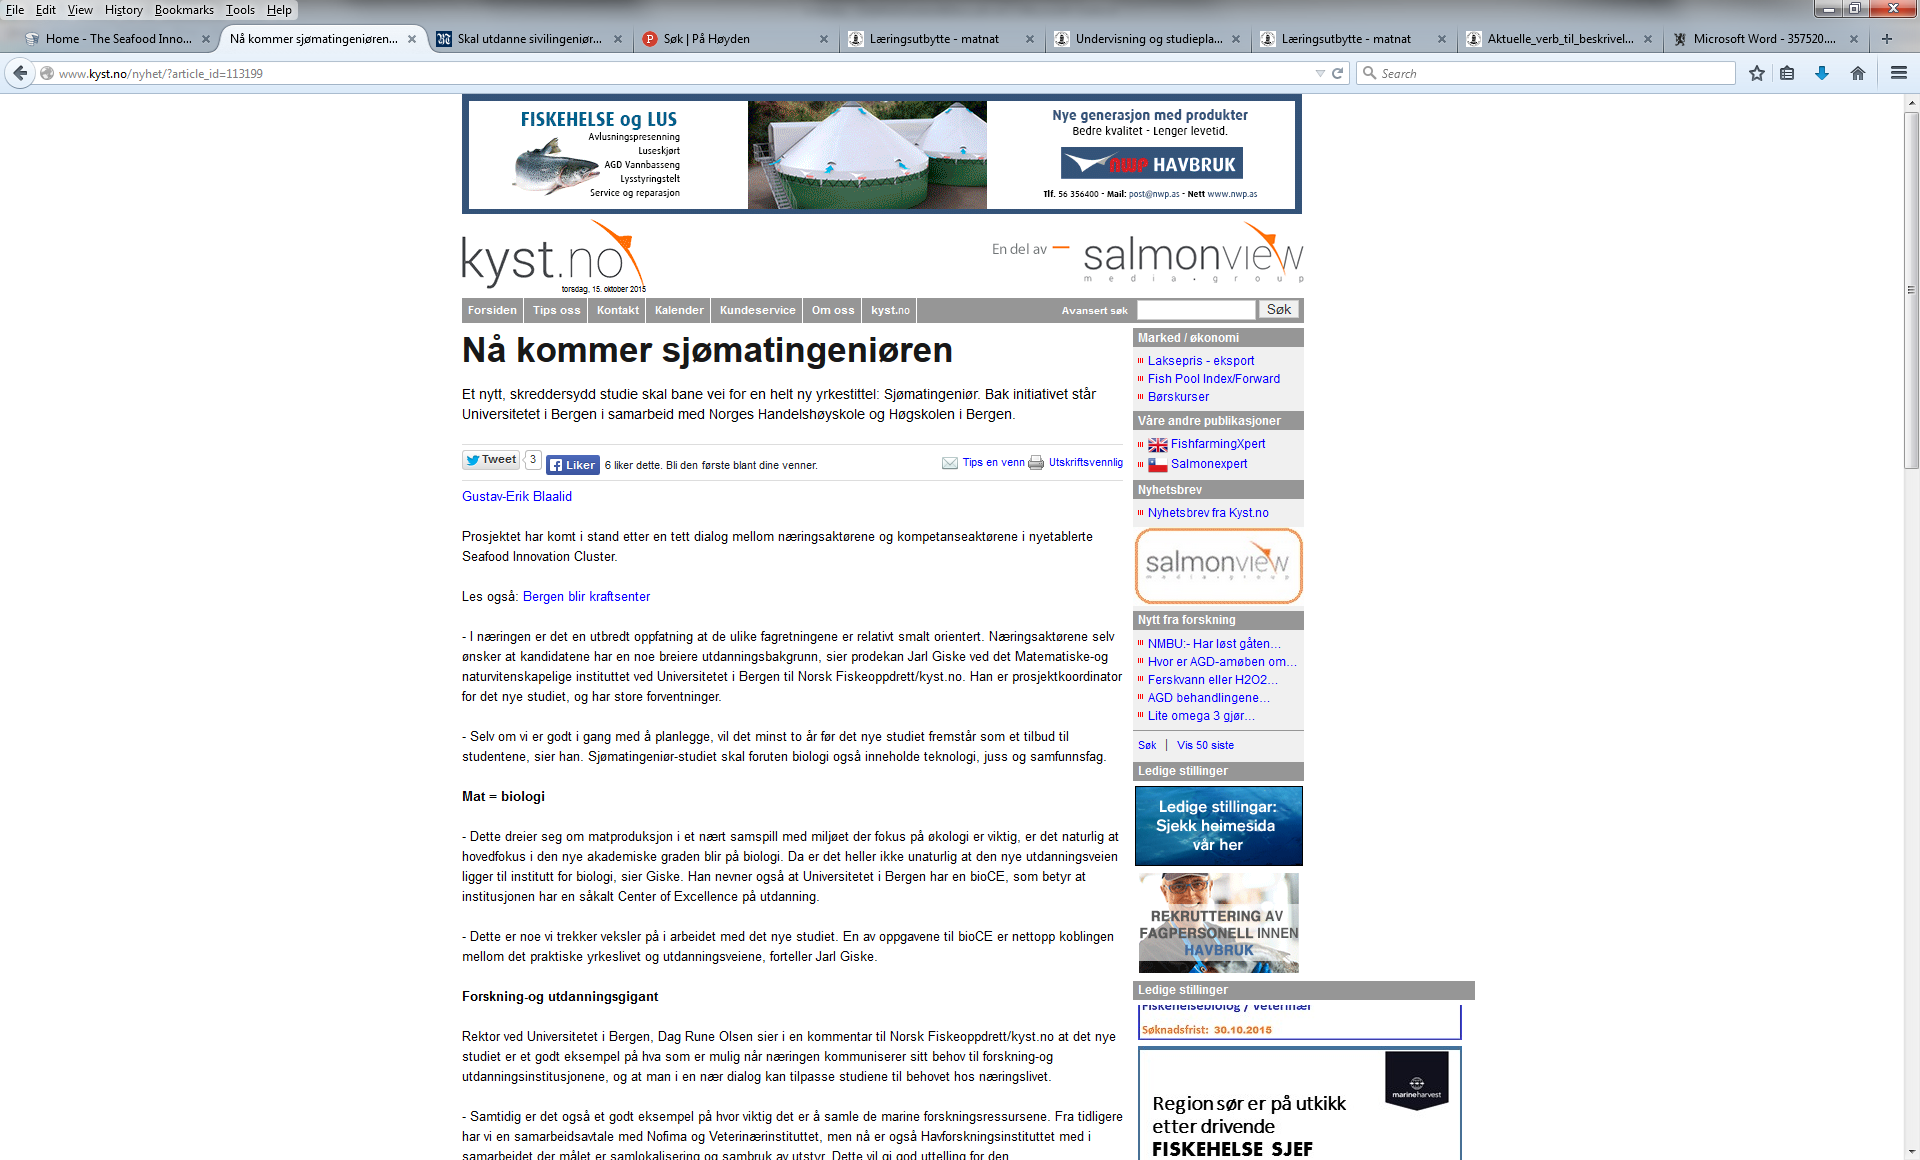 File Edit View History Bookmarks Tools Help
Home - The Seafood Inno...
Nå kommer sjømatingeniøren...
Skal utdanne sivilingeniør...
Søk | På Høyden
Læringsutbytte - matnat
Undervisning og studiepla...
Læringsutbytte - matnat
Aktuelle_verb_til_beskrivel...
Microsoft Word - 357520....
www.kyst.no/nyhet/?article_id=113199
Search
FISKEHELSE og LUS
Avlusningspresenning
Luseskjørt
AGD Vannbasseng
Lysstyringstelt
Service og reparasjon
Nye generasjon med produkter
Bedre kvalitet - Lenger levetid.
NWP HAVBRUK
Tlf. 56 356400 - Mail: post@nwp.as - Nett www.nwp.as
kyst.no
torsdag, 15. oktober 2015
En del av
salmonview
media group
Forsiden Tips oss Kontakt Kalender Kundeservice Om oss kyst.no
Avansert søk
Søk
Nå kommer sjømatingeniøren
Et nytt, skreddersydd studie skal bane vei for en helt ny yrkestittel: Sjømatingeniør. Bak initiativet står
Universitetet i Bergen i samarbeid med Norges Handelshøyskole og Høgskolen i Bergen.
Tweet 3 Liker 6 liker dette. Bli den første blant dine venner.
Tips en venn Utskriftsvennlig
Gustav-Erik Blaalid
Prosjektet har komt i stand etter en tett dialog mellom næringsaktørene og kompetanseaktørene i nyetablerte
Seafood Innovation Cluster.
Les også: Bergen blir kraftsenter
- I næringen er det en utbredt oppfatning at de ulike fagretningene er relativt smalt orientert. Næringsaktørene selv
ønsker at kandidatene har en noe breiere utdanningsbakgrunn, sier prodekan Jarl Giske ved det Matematiske-og
naturvitenskapelige instituttet ved Universitetet i Bergen til Norsk Fiskeoppdrett/kyst.no. Han er prosjektkoordinator
for det nye studiet, og har store forventninger.
- Selv om vi er godt i gang med å planlegge, vil det minst to år før det nye studiet fremstår som et tilbud til
studentene, sier han. Sjømatingeniør-studiet skal foruten biologi også inneholde teknologi, juss og samfunnsfag.
Mat = biologi
- Dette dreier seg om matproduksjon i et nært samspill med miljøet der fokus på økologi er viktig, er det naturlig at
hovedfokus i den nye akademiske graden blir på biologi. Da er det heller ikke unaturlig at den nye utdanningsveien
ligger til institutt for biologi, sier Giske. Han nevner også at Universitetet i Bergen har en bioCE, som betyr at
institusjonen har en såkalt Center of Excellence på utdanning.
- Dette er noe vi trekker veksler på i arbeidet med det nye studiet. En av oppgavene til bioCE er nettopp koblingen
mellom det praktiske yrkeslivet og utdanningsveiene, forteller Jarl Giske.
Forskning-og utdanningsgigant
Rektor ved Universitetet i Bergen, Dag Rune Olsen sier i en kommentar til Norsk Fiskeoppdrett/kyst.no at det nye
studiet er et godt eksempel på hva som er mulig når næringen kommuniserer sitt behov til forskning-og
utdanningsinstitusjonene, og at man i en nær dialog kan tilpasse studiene til behovet hos næringslivet.
- Samtidig er det også et godt eksempel på hvor viktig det er å samle de marine forskningsressursene. Fra tidligere
har vi en samarbeidsavtale med Nofima og Veterinærinstituttet, men nå er også Havforskningsinstituttet med i
samarbeidet der målet er samlokalisering og sambruk av utstyr. Dette vil gi god uttelling for den
Marked / økonomi
Laksepris - eksport
Fish Pool Index/Forward
Børskurser
Våre andre publikasjoner
FishfarmingXpert
Salmonexpert
Nyhetsbrev
Nyhetsbrev fra Kyst.no
salmonview
media group
Nytt fra forskning
NMBU:- Har løst gåten...
Hvor er AGD-amøben om...
Ferskvann eller H2O2...
AGD behandlingene...
Lite omega 3 gjør...
Søk | Vis 50 siste
Ledige stillinger
Ledige stillingar:
Sjekk heimesida
vår her
REKRUTTERING AV
FAGPERSONELL INNEN
HAVBRUK
Ledige stillinger
Fiskehelsebiolog / Veterinær
Søknadsfrist: 30.10.2015
marineharvest
Region sør er på utkikk
etter drivende
FISKEHELSE SJEF